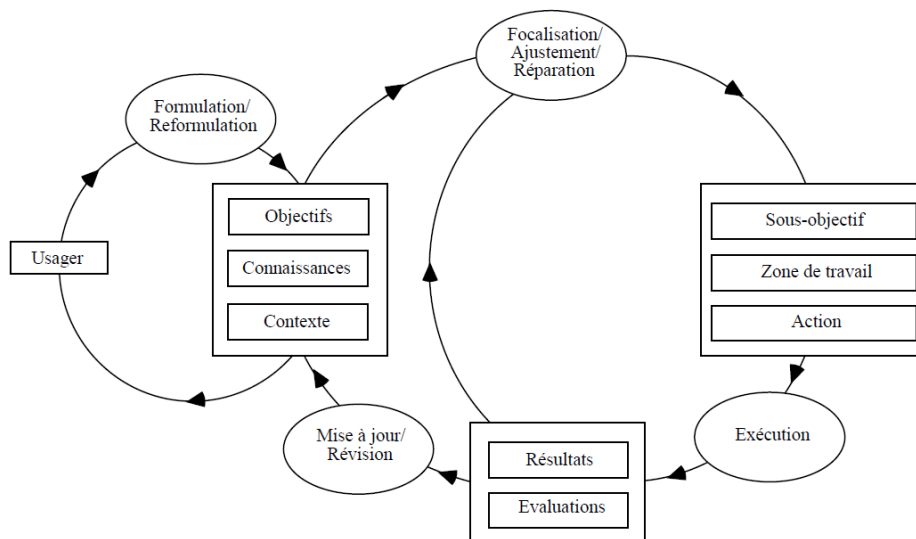 Focalisation/
Ajustement/
Réparation
Formulation/
Reformulation
Objectifs
Connaissances
Contexte
Usager
Sous-objectif
Zone de travail
Action
Mise à jour/
Révision
Résultats
Evaluations
Exécution